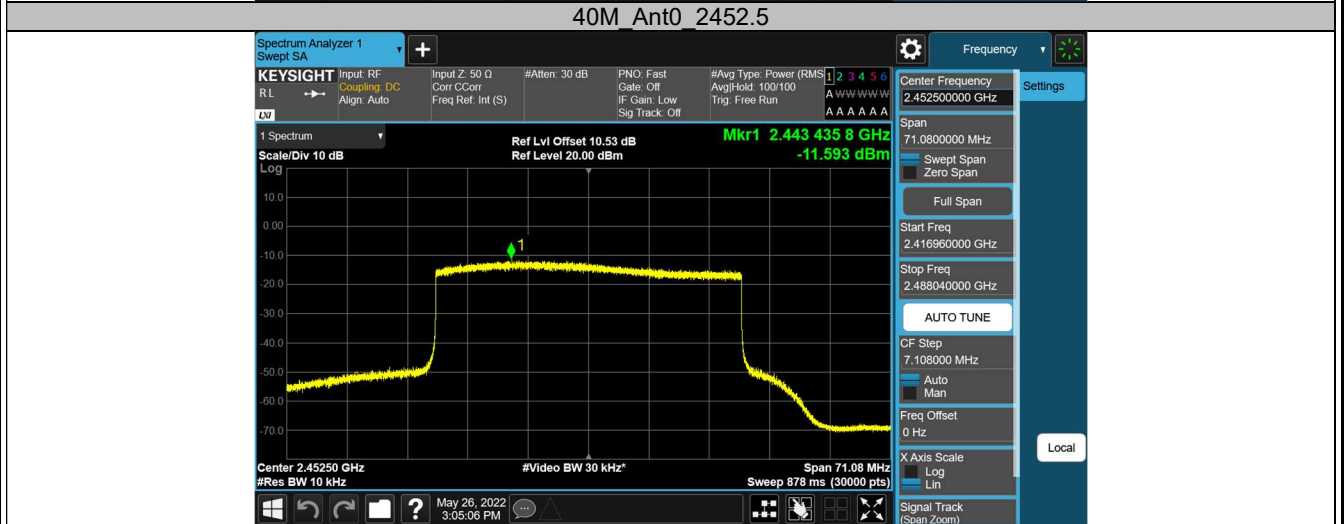 40M_Ant0_2452.5
Spectrum Analyzer 1
Swept SA
+
Frequency
KEYSIGHT
RL
LXI
Input: RF
Coupling: DC
Align: Auto
Input Z: 50 Ω
Corr CCorr
Freq Ref: Int (S)
#Atten: 30 dB
PNO: Fast
Gate: Off
IF Gain: Low
Sig Track: Off
#Avg Type: Power (RMS
Avg|Hold: 100/100
Trig: Free Run
1 2 3 4 5 6
A W W W W W
A A A A A A
1 Spectrum
Scale/Div 10 dB
Log
Ref Lvl Offset 10.53 dB
Ref Level 20.00 dBm
Mkr1 2.443 435 8 GHz
-11.593 dBm
10.0
0.00
-10.0
-20.0
-30.0
-40.0
-50.0
-60.0
-70.0
1
Center 2.45250 GHz
#Res BW 10 kHz
#Video BW 30 kHz*
Span 71.08 MHz
Sweep 878 ms (30000 pts)
Center Frequency
2.452500000 GHz
Settings
Span
71.0800000 MHz
Swept Span
Zero Span
Full Span
Start Freq
2.416960000 GHz
Stop Freq
2.488040000 GHz
AUTO TUNE
CF Step
7.108000 MHz
Auto
Man
Freq Offset
0 Hz
X Axis Scale
Log
Lin
Local
Signal Track
(Span Zoom)
?
May 26, 2022
3:05:06 PM